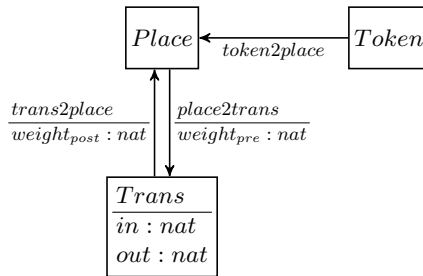 Place
Token
token2place
trans2place
weight_post : nat
place2trans
weight_pre : nat
Trans
in : nat
out : nat